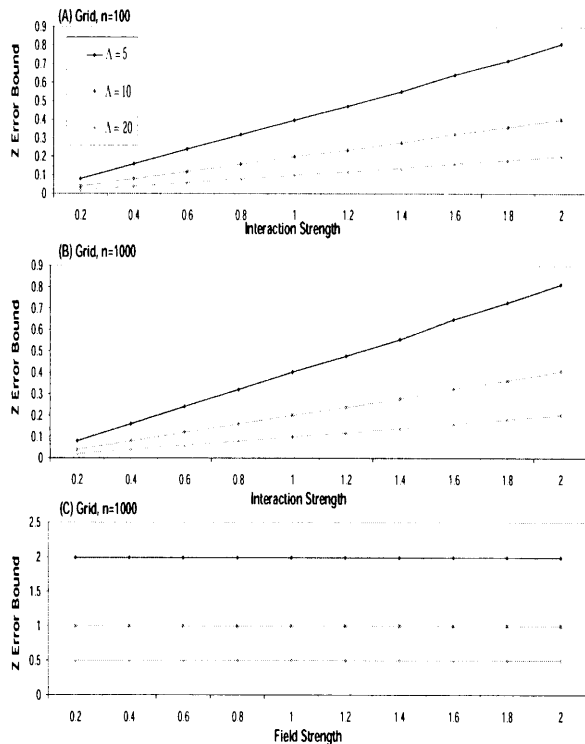 (A) Grid, n=100
0.9
0.8
0.7
0.6
0.5
0.4
0.3
0.2
0.1
0
Z Error Bound
Λ = 5
Λ = 10
Λ = 20
0.2 0.4 0.6 0.8 1 1.2 1.4 1.6 1.8 2
Interaction Strength
(B) Grid, n=1000
0.9
0.8
0.7
0.6
0.5
0.4
0.3
0.2
0.1
0
Z Error Bound
0.2 0.4 0.6 0.8 1 1.2 1.4 1.6 1.8 2
Interaction Strength
(C) Grid, n=1000
2.5
2
1.5
1
0.5
0
Z Error Bound
0.2 0.4 0.6 0.8 1 1.2 1.4 1.6 1.8 2
Field Strength